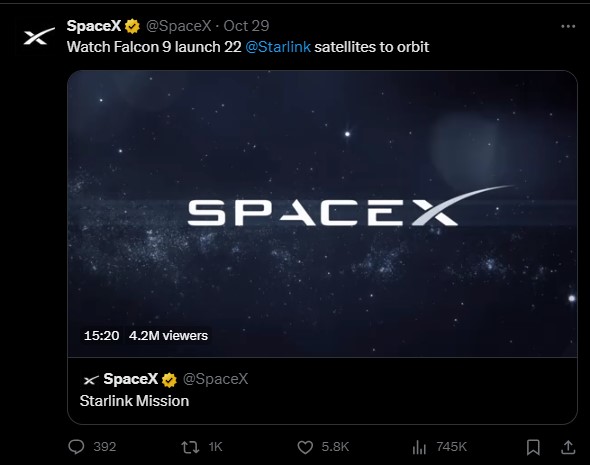 SpaceX @SpaceX · Oct 29
Watch Falcon 9 launch 22 @Starlink satellites to orbit
SPACEX
15:20 4.2M viewers
SpaceX @SpaceX
Starlink Mission
392 1K 5.8K 745K